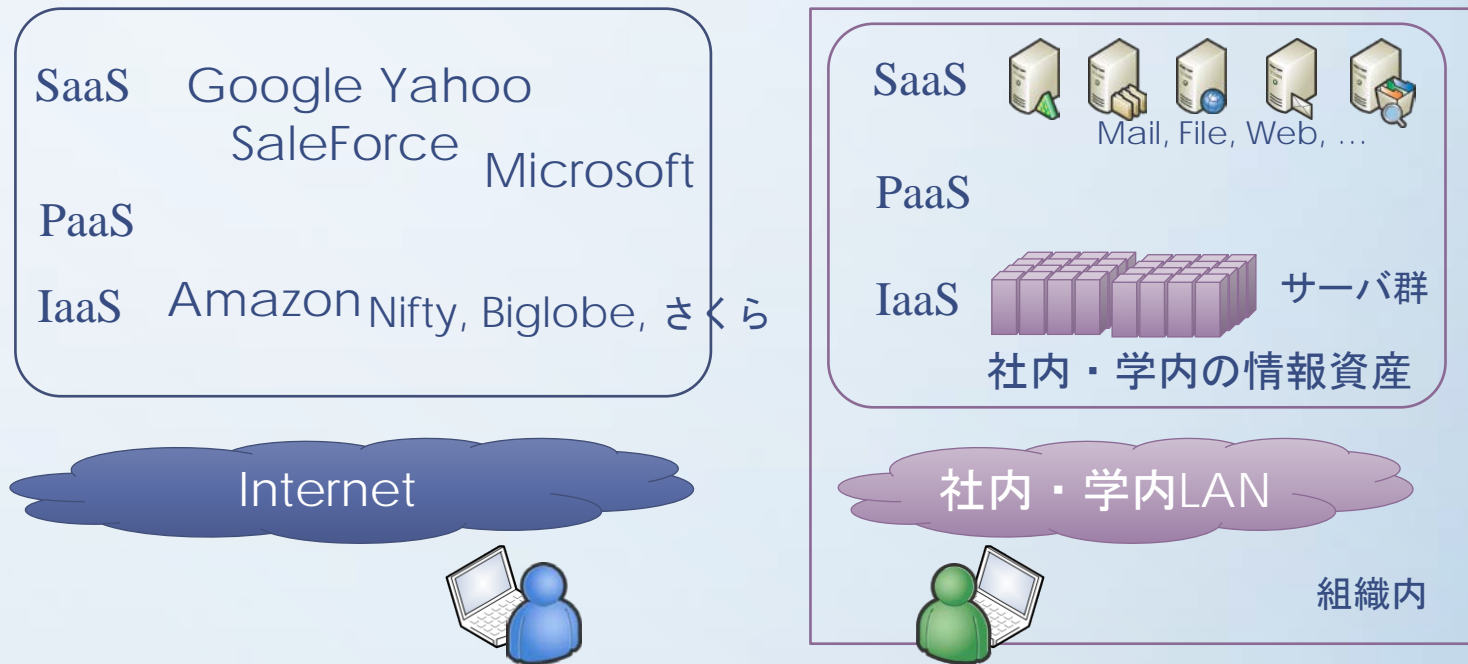 SaaS Google Yahoo
SaleForce
Microsoft
PaaS
IaaS Amazon Nifty, Biglobe, さくら
Internet
SaaS
Mail, File, Web, …
PaaS
IaaS サーバ群
社内・学内の情報資産
社内・学内LAN
組織内